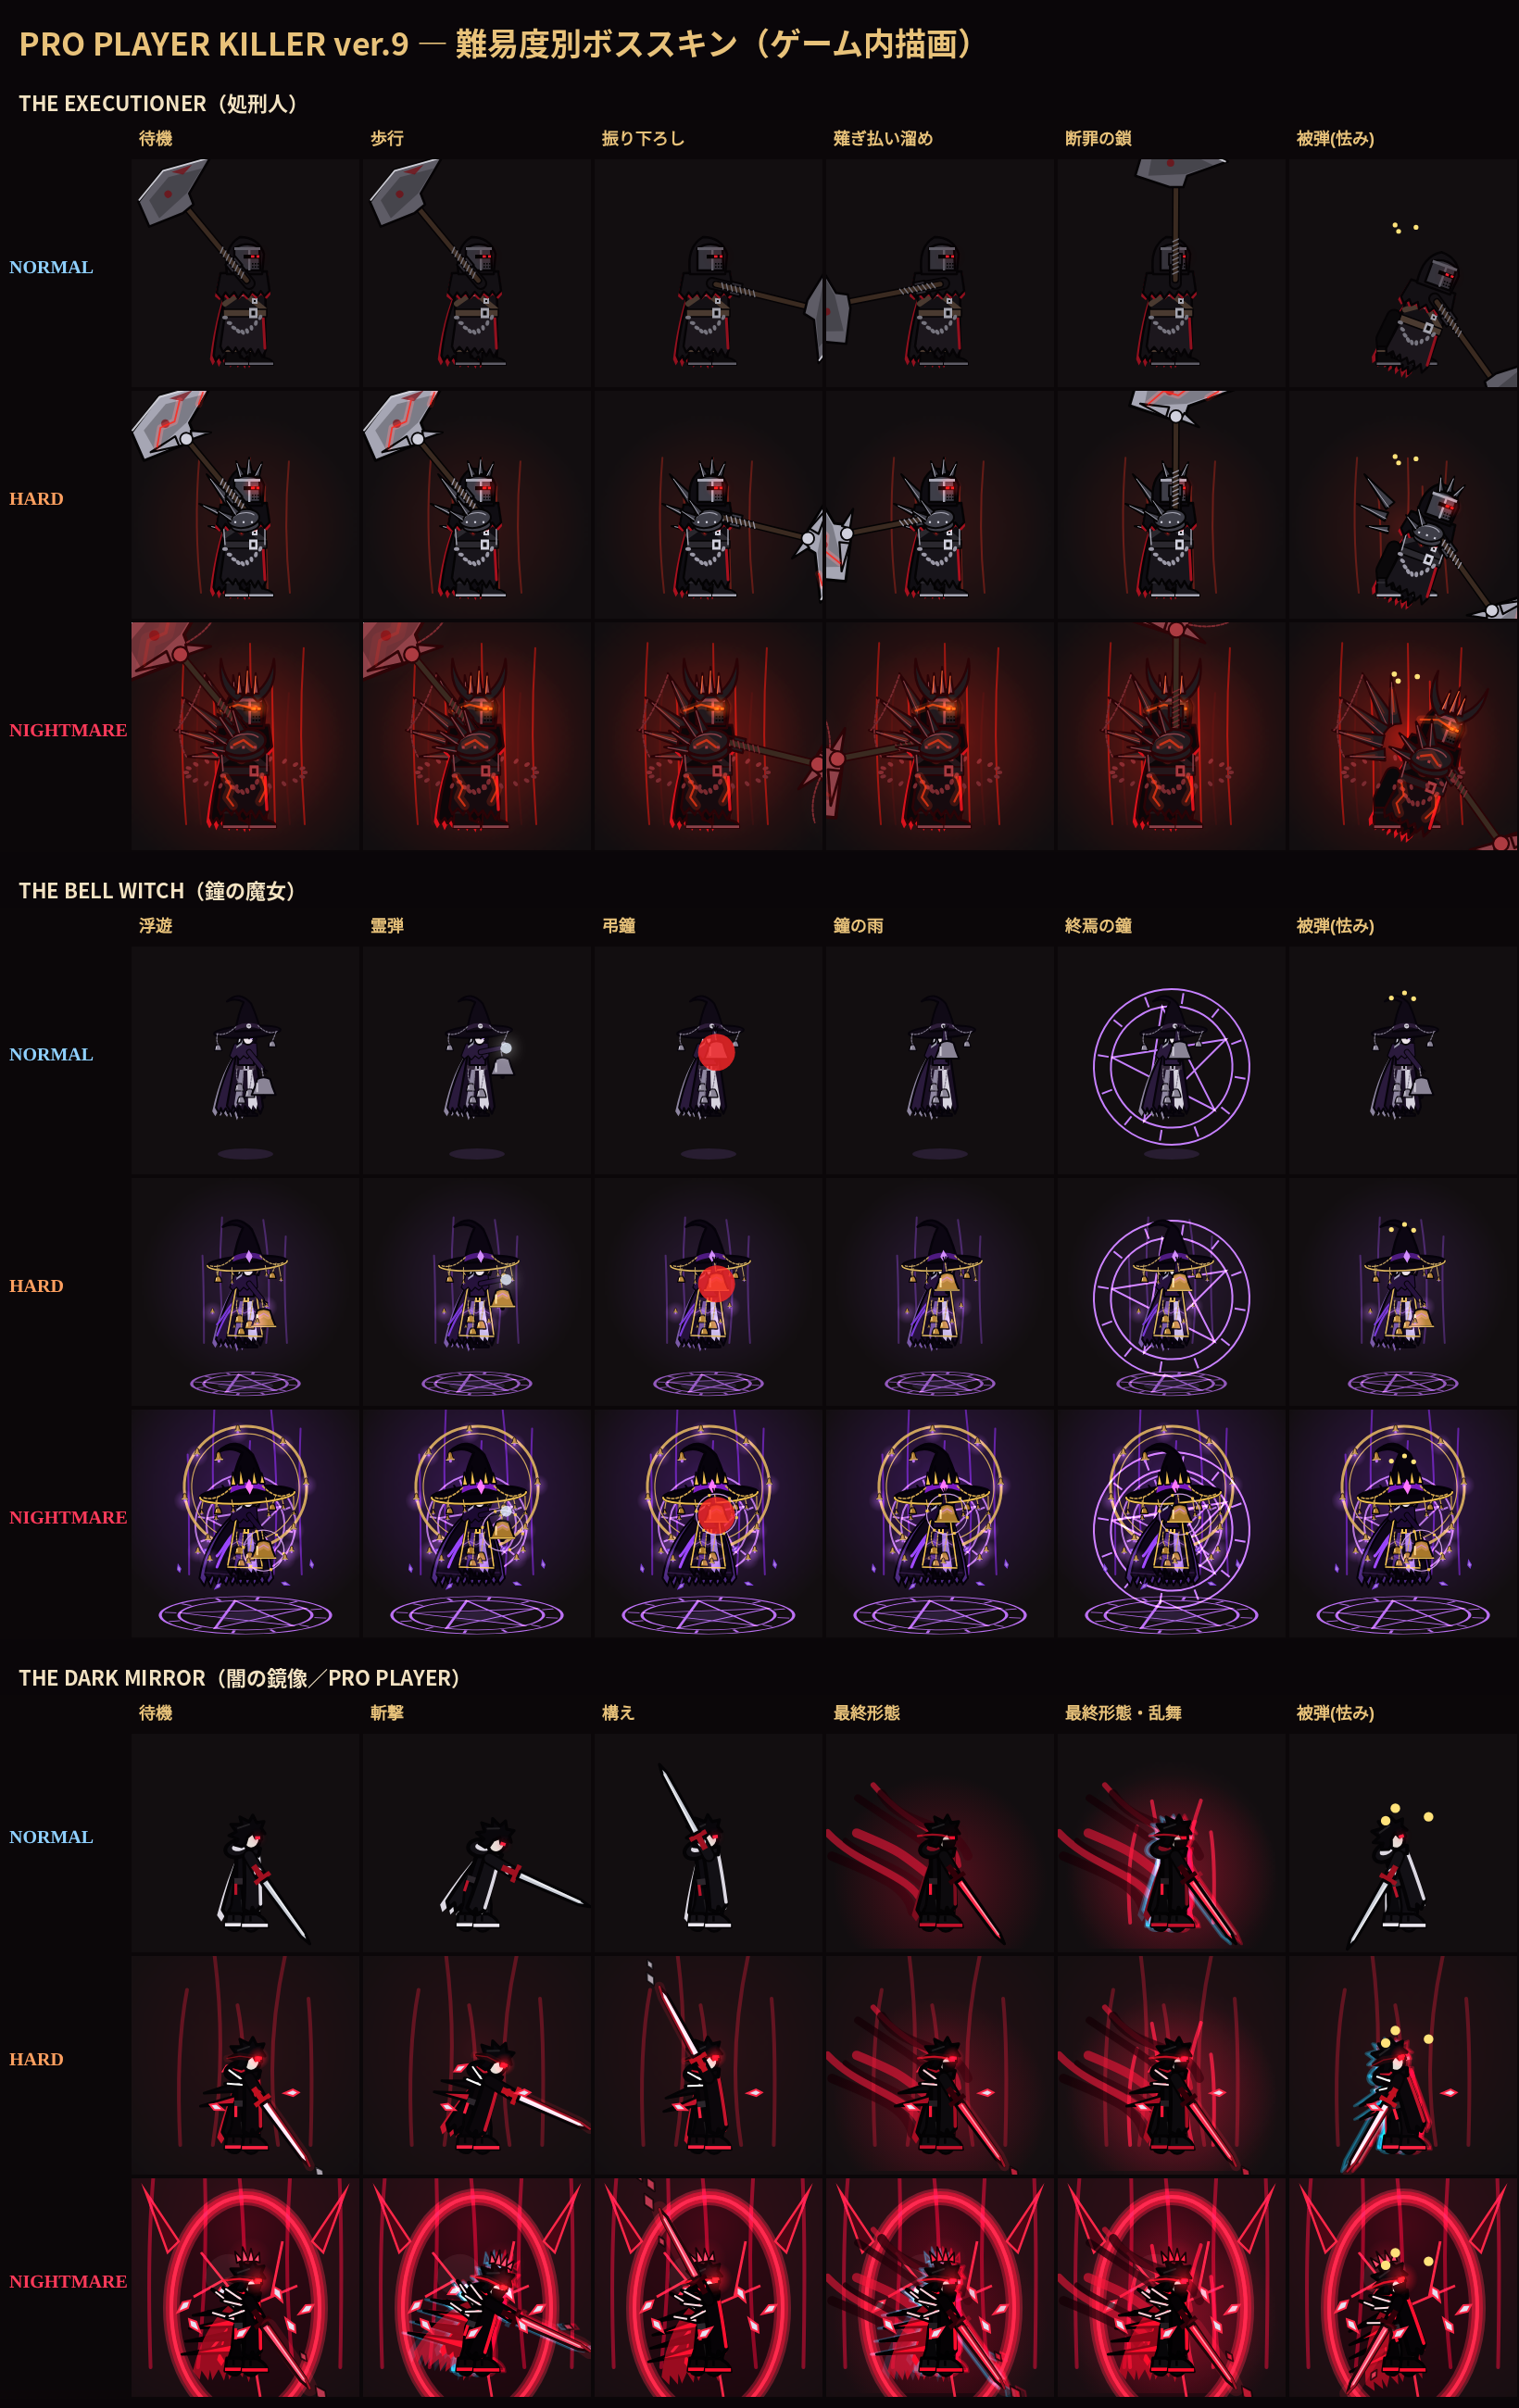 PRO PLAYER KILLER ver.9 — 難易度別ボススキン（ゲーム内描画）
THE EXECUTIONER（処刑人）
待機 歩行 振り下ろし 薙ぎ払い溜め 断罪の鎖 被弾(怯み)
NORMAL
HARD
NIGHTMARE
THE BELL WITCH（鐘の魔女）
浮遊 霊弾 弔鐘 鐘の雨 終焉の鐘 被弾(怯み)
NORMAL
HARD
NIGHTMARE
THE DARK MIRROR（闇の鏡像／PRO PLAYER）
待機 斬撃 構え 最終形態 最終形態・乱舞 被弾(怯み)
NORMAL
HARD
NIGHTMARE